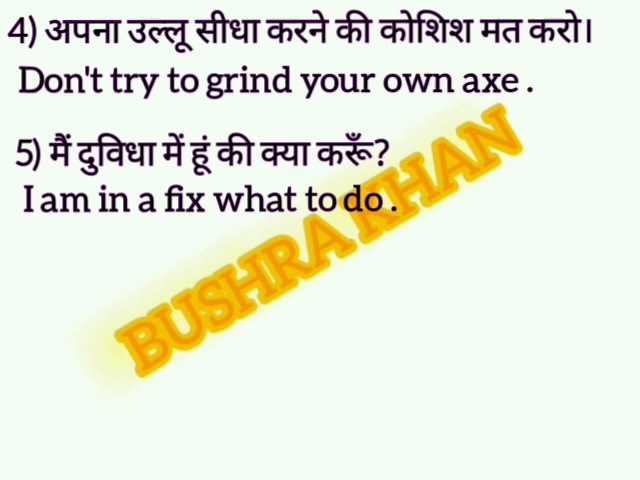 4) अपना उल्लू सीधा करने की कोशिश मत करो।
Don't try to grind your own axe .
5) मैं दुविधा में हूं की क्या करूँ?
I am in a fix what to do .
BUSHRA KHAN